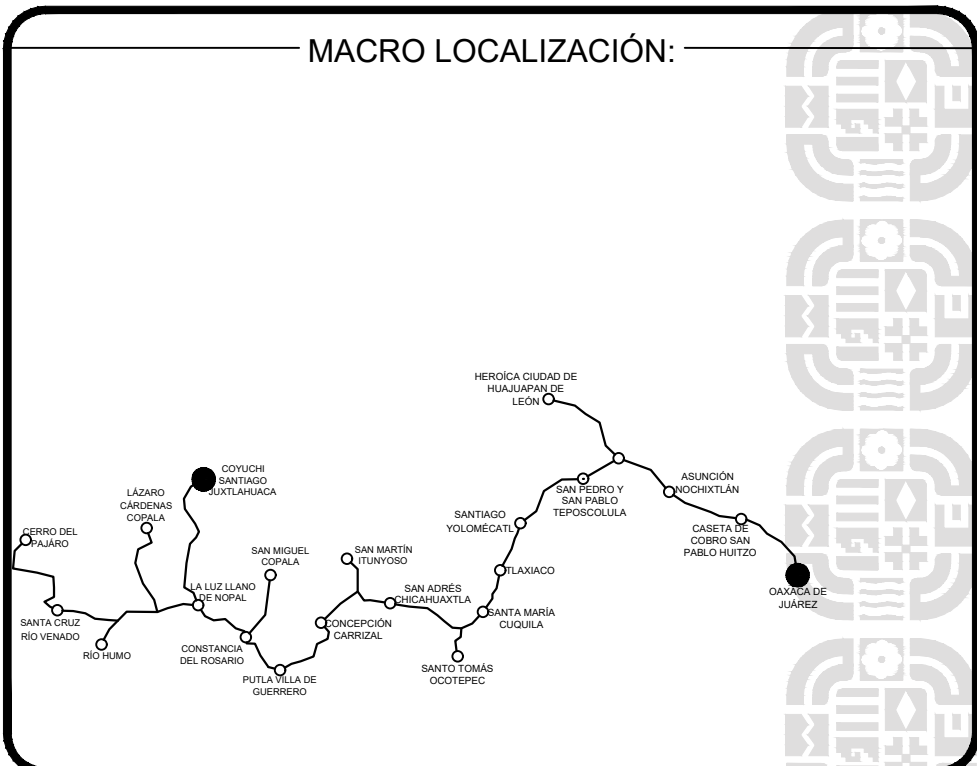 MACRO LOCALIZACIÓN:
HEROÍCA CIUDAD DE
HUAJUAPAN DE
LEÓN
COYUCHI
SANTIAGO
JUXTLAHUACA
ASUNCIÓN
NOCHIXTLÁN
SAN PEDRO Y
SAN PABLO
TEPOSCOLULA
LÁZARO
CÁRDENAS
COPALA
SANTIAGO
YOLOMÉCATL
CASETA DE
COBRO SAN
PABLO HUITZO
CERRO DEL
PAJÁRO
SAN MIGUEL
COPALA
SAN MARTÍN
ITUNYOSO
TLAXIACO
LA LUZ LLANO
DE NOPAL
SAN ADRÉS
CHICAHUAXTLA
OAXACA DE
JUÁREZ
SANTA CRUZ
RÍO VENADO
CONCEPCIÓN
CARRIZAL
SANTA MARÍA
CUQUILA
RÍO HUMO
CONSTANCIA
DEL ROSARIO
SANTO TOMÁS
OCOTEPEC
PUTLA VILLA DE
GUERRERO